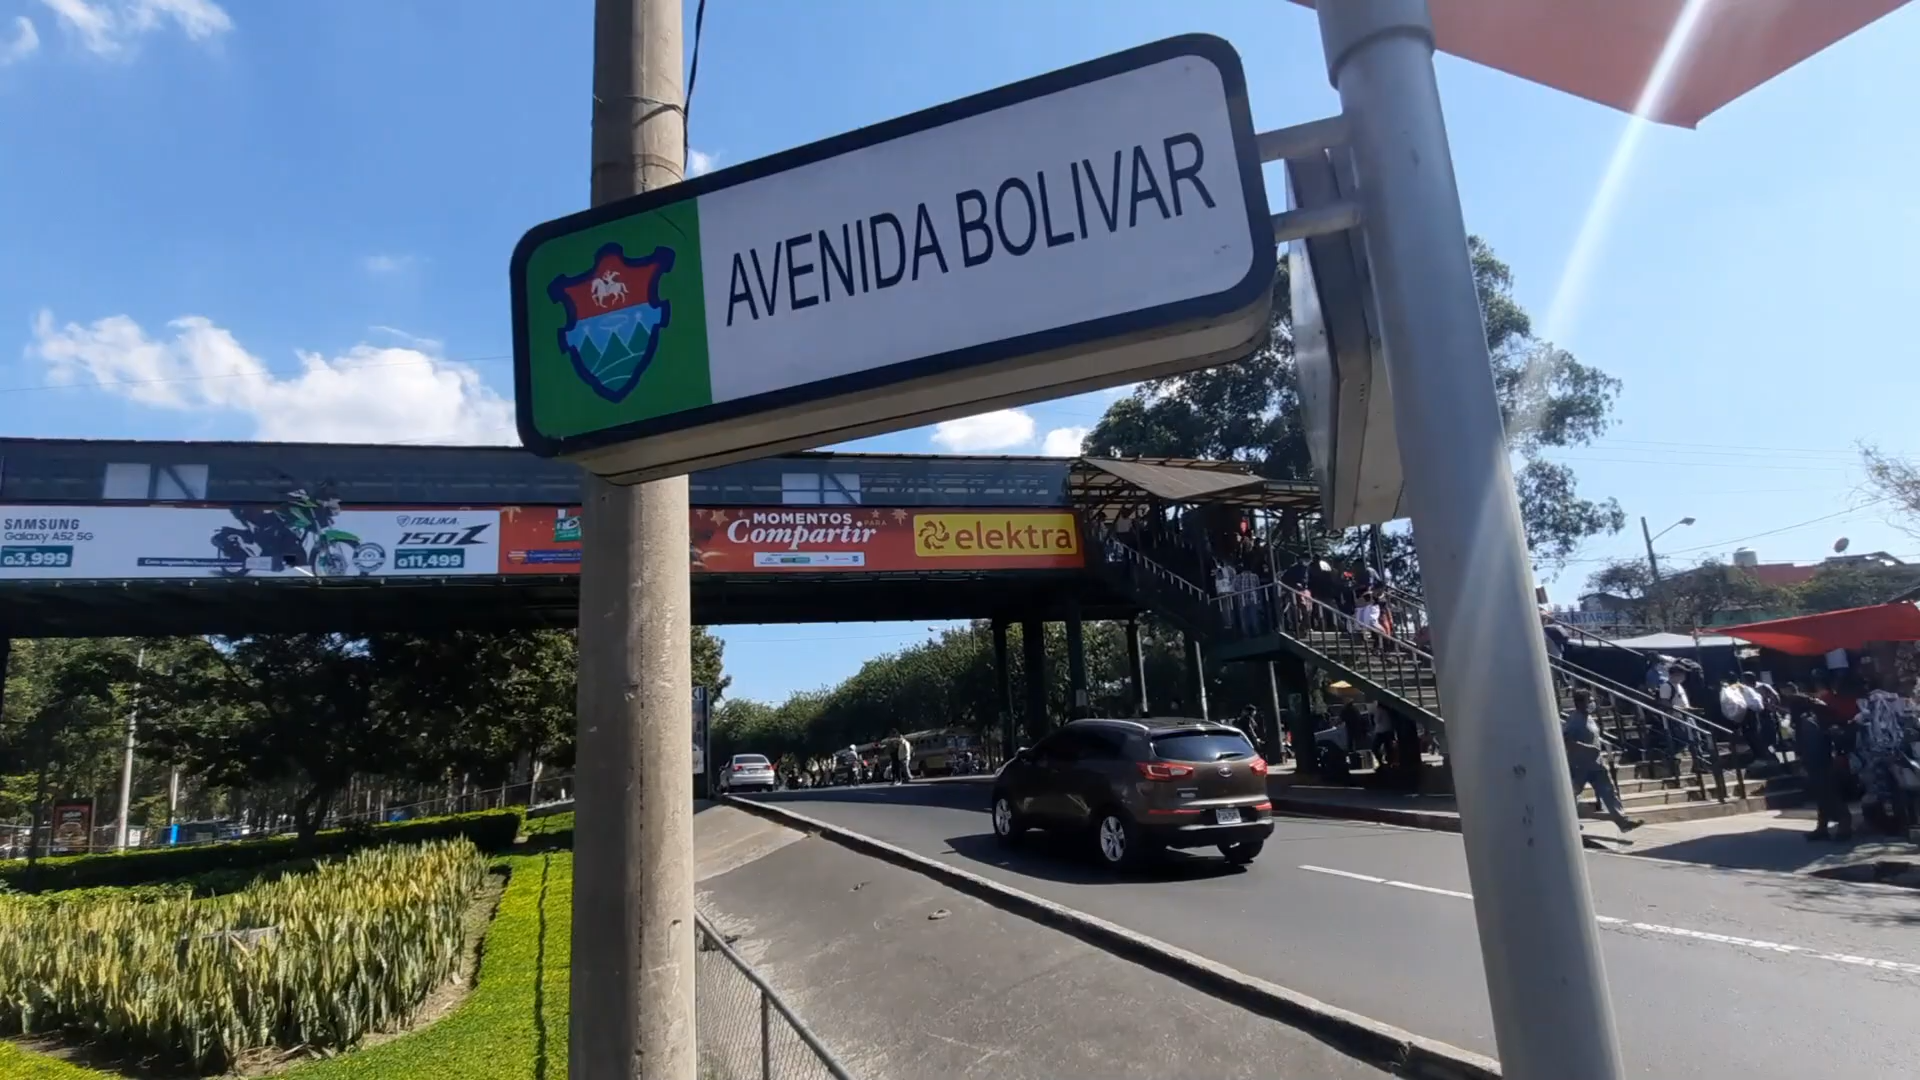 AVENIDA BOLIVAR
SAMSUNG
Galaxy A52 5G
Q3,999
ITALIKA
150Z
Q11,499
MOMENTOS
PARA
Compartir
elektra